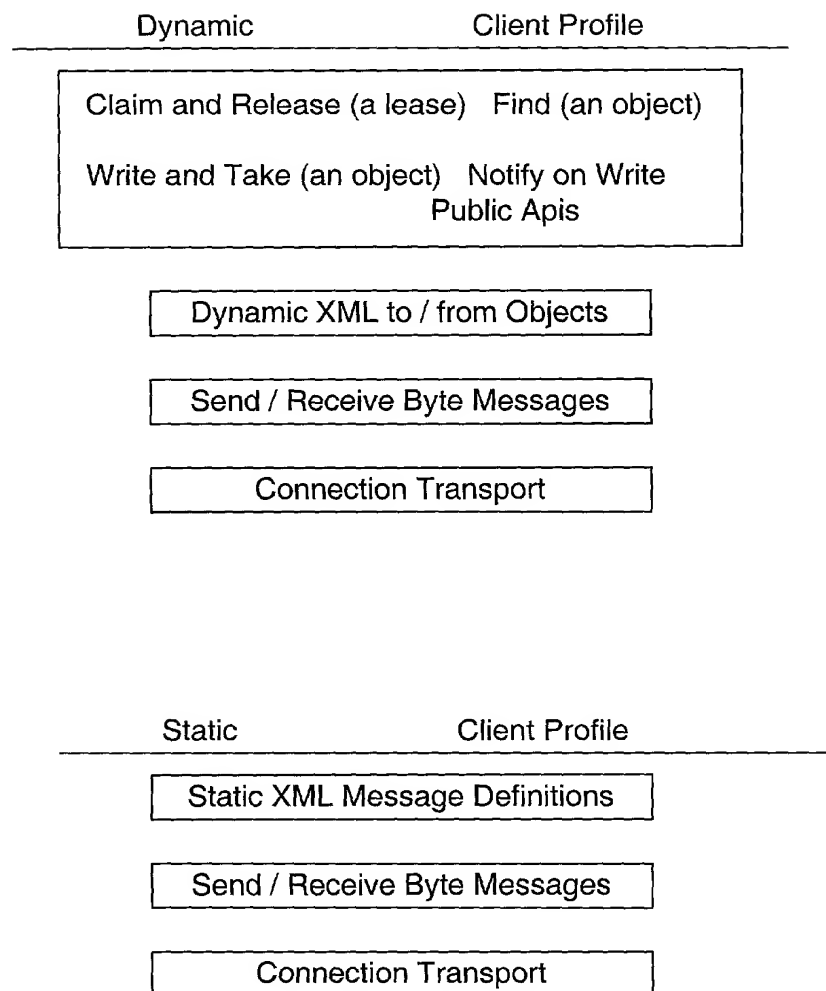 Dynamic Client Profile
Claim and Release (a lease) Find (an object)
Write and Take (an object) Notify on Write
Public Apis
Dynamic XML to / from Objects
Send / Receive Byte Messages
Connection Transport
Static Client Profile
Static XML Message Definitions
Send / Receive Byte Messages
Connection Transport